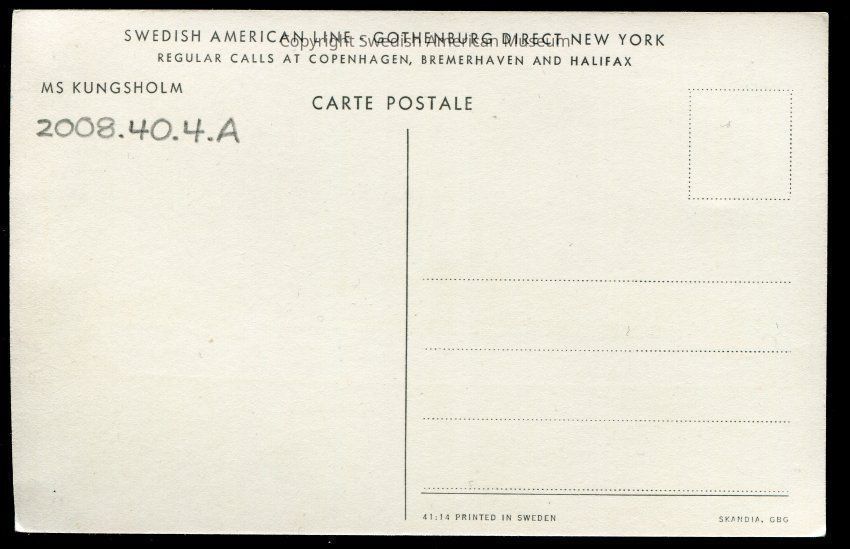 SWEDISH AMERICAN LINE - GOTHENBURG DIRECT NEW YORK
Copyright Swedish American Museum
REGULAR CALLS AT COPENHAGEN, BREMERHAVEN AND HALIFAX
MS KUNGSHOLM
CARTE POSTALE
2008.40.4.A
41:14 PRINTED IN SWEDEN
SKANDIA, GBG